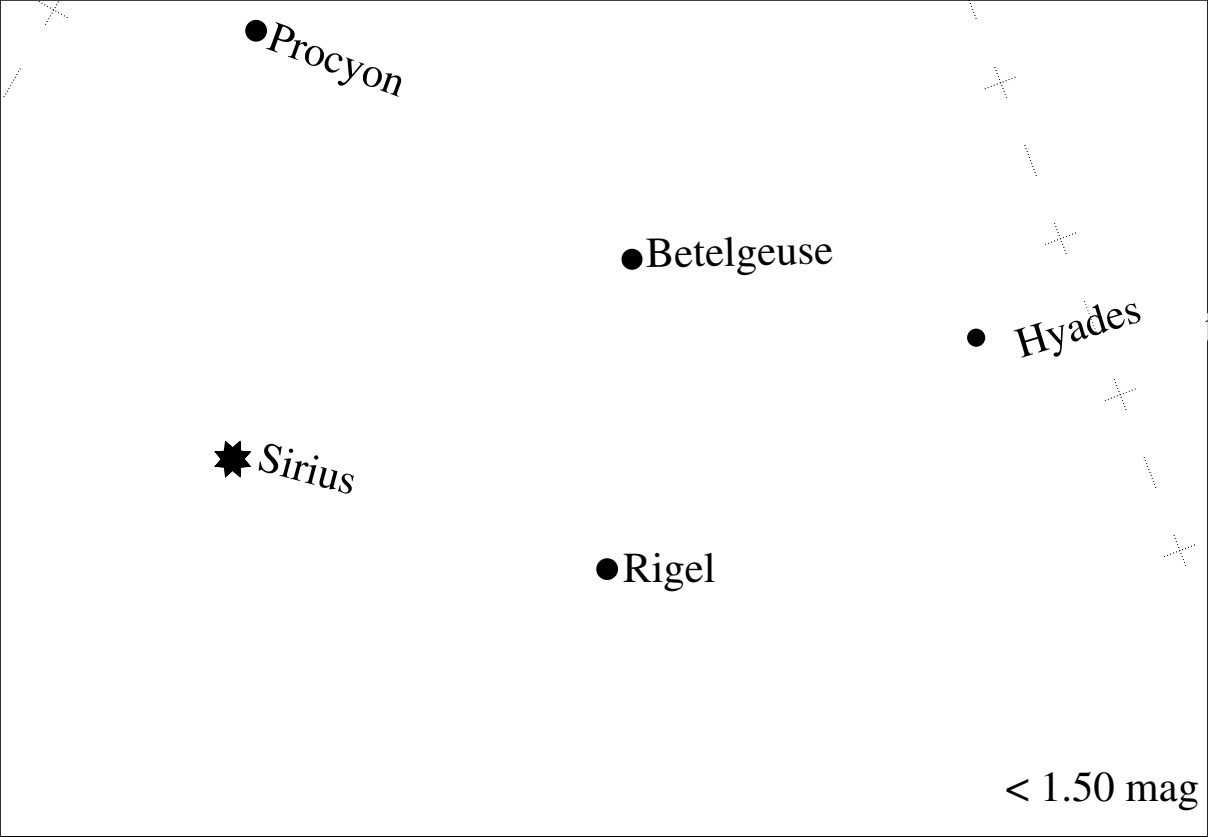 Procyon
Betelgeuse
Hyades
Sirius
Rigel
< 1.50 mag